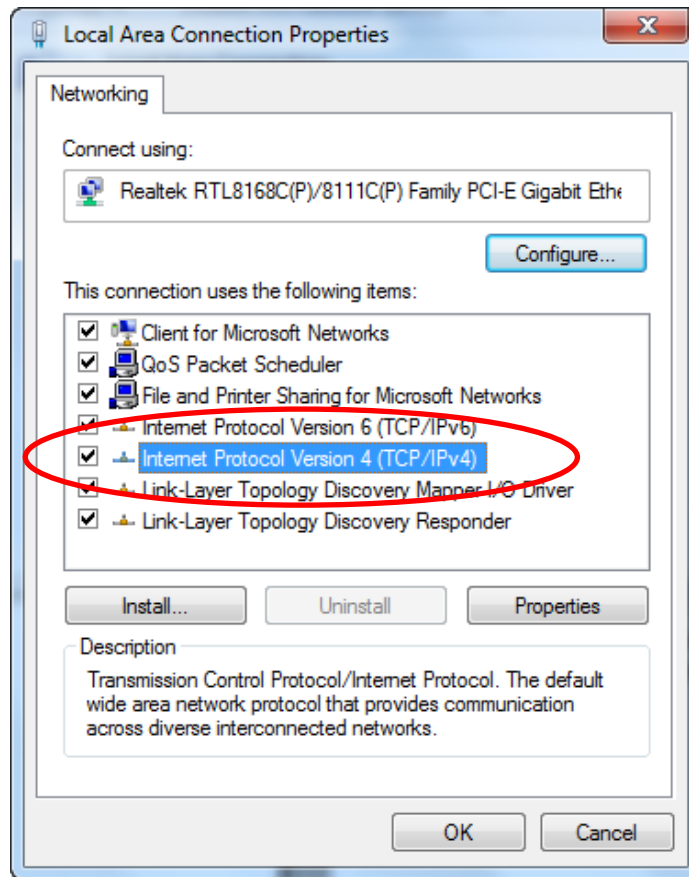 Local Area Connection Properties
Networking
Connect using:
Realtek RTL8168C(P)/8111C(P) Family PCI-E Gigabit Ethe
Configure...
This connection uses the following items:
Client for Microsoft Networks
QoS Packet Scheduler
File and Printer Sharing for Microsoft Networks
Internet Protocol Version 6 (TCP/IPv6)
Internet Protocol Version 4 (TCP/IPv4)
Link-Layer Topology Discovery Mapper I/O Driver
Link-Layer Topology Discovery Responder
Install...
Uninstall
Properties
Description
Transmission Control Protocol/Internet Protocol. The default
wide area network protocol that provides communication
across diverse interconnected networks.
OK
Cancel